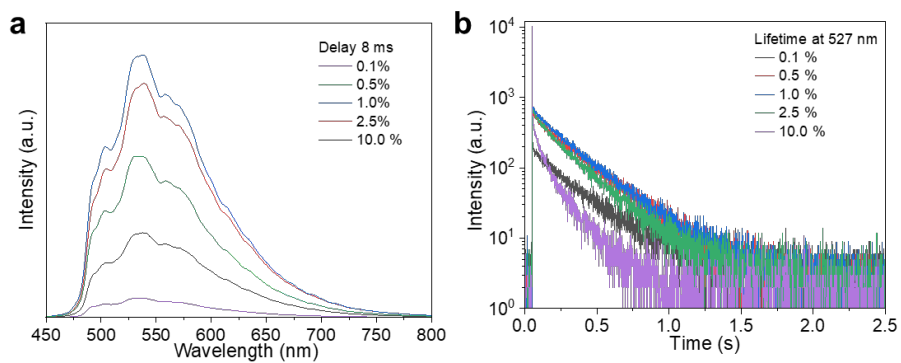 a
Delay 8 ms
0.1%
0.5%
1.0%
2.5%
10.0 %
Intensity (a.u.)
450 500 550 600 650 700 750 800
Wavelength (nm)
b
Lifetime at 527 nm
0.1 %
0.5 %
1.0 %
2.5 %
10.0 %
Intensity (a.u.)
10⁴
10³
10²
10¹
10⁰
0.0 0.5 1.0 1.5 2.0 2.5
Time (s)